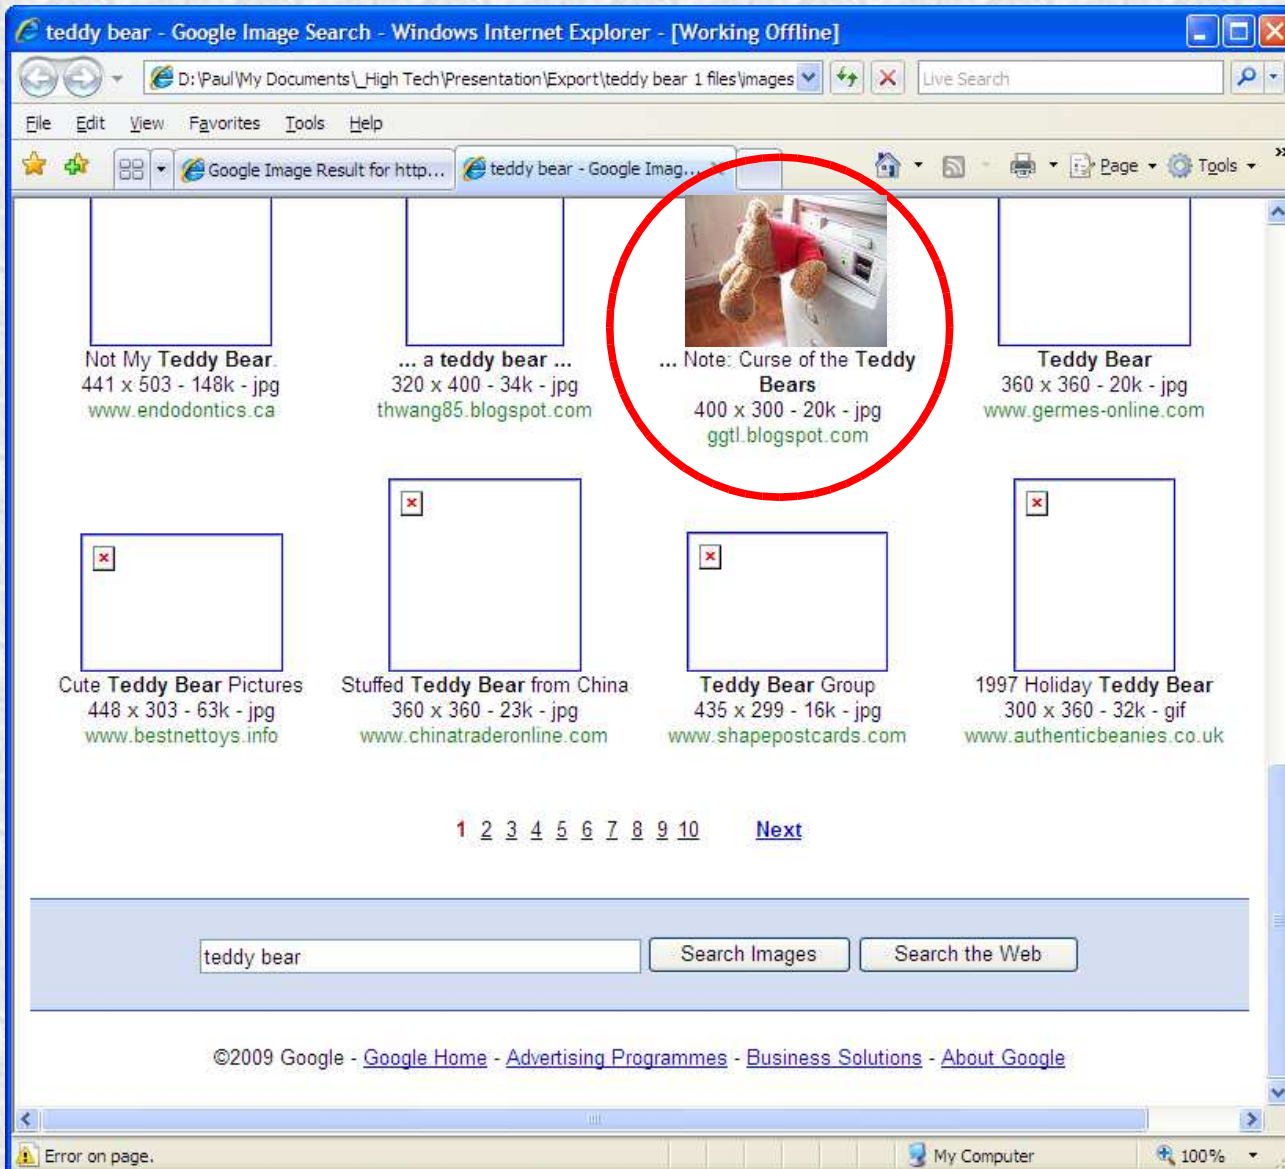 teddy bear - Google Image Search - Windows Internet Explorer - [Working Offline]
D:\Paul\My Documents\_High Tech\Presentation\Export\teddy bear 1 files\images
Live Search
File Edit View Favorites Tools Help
Google Image Result for http...
teddy bear - Google Imag...
Page Tools
Not My Teddy Bear.
441 x 503 - 148k - jpg
www.endodontics.ca
... a teddy bear ...
320 x 400 - 34k - jpg
thwang85.blogspot.com
... Note: Curse of the Teddy
Bears
400 x 300 - 20k - jpg
ggtl.blogspot.com
Teddy Bear
360 x 360 - 20k - jpg
www.germes-online.com
Cute Teddy Bear Pictures
448 x 303 - 63k - jpg
www.bestnettoys.info
Stuffed Teddy Bear from China
360 x 360 - 23k - jpg
www.chinatraderonline.com
Teddy Bear Group
435 x 299 - 16k - jpg
www.shapepostcards.com
1997 Holiday Teddy Bear
300 x 360 - 32k - gif
www.authenticbeanies.co.uk
1 2 3 4 5 6 7 8 9 10 Next
teddy bear
Search Images
Search the Web
©2009 Google - Google Home - Advertising Programmes - Business Solutions - About Google
Error on page.
My Computer
100%